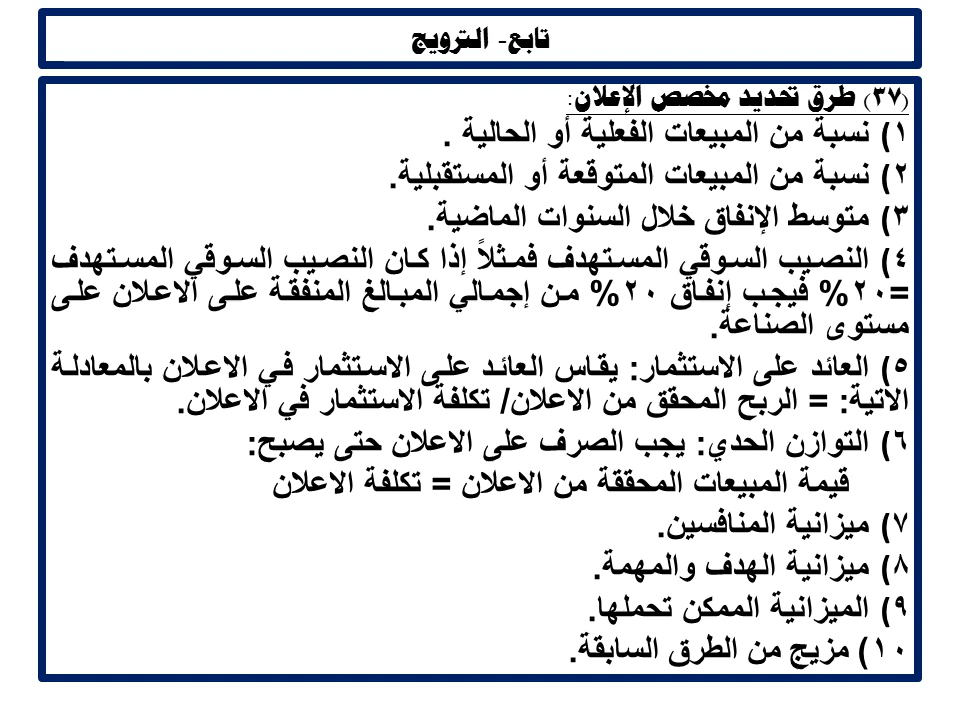 تابع- الترويج
(٣٧) طرق تحديد مخصص الإعلان:
١) نسبة من المبيعات الفعلية أو الحالية .
٢) نسبة من المبيعات المتوقعة أو المستقبلية.
٣) متوسط الإنفاق خلال السنوات الماضية.
٤) النصيب السوقي المستهدف فمثلاً إذا كان النصيب السوقي المستهدف
=٢٠% فيجب إنفاق ٢٠% من إجمالي المبالغ المنفقة على الاعلان على
مستوى الصناعة.
٥) العائد على الاستثمار: يقاس العائد على الاستثمار في الاعلان بالمعادلة
الاتية: = الربح المحقق من الاعلان/ تكلفة الاستثمار في الاعلان.
٦) التوازن الحدي: يجب الصرف على الاعلان حتى يصبح:
قيمة المبيعات المحققة من الاعلان = تكلفة الاعلان
٧) ميزانية المنافسين.
٨) ميزانية الهدف والمهمة.
٩) الميزانية الممكن تحملها.
١٠) مزيج من الطرق السابقة.